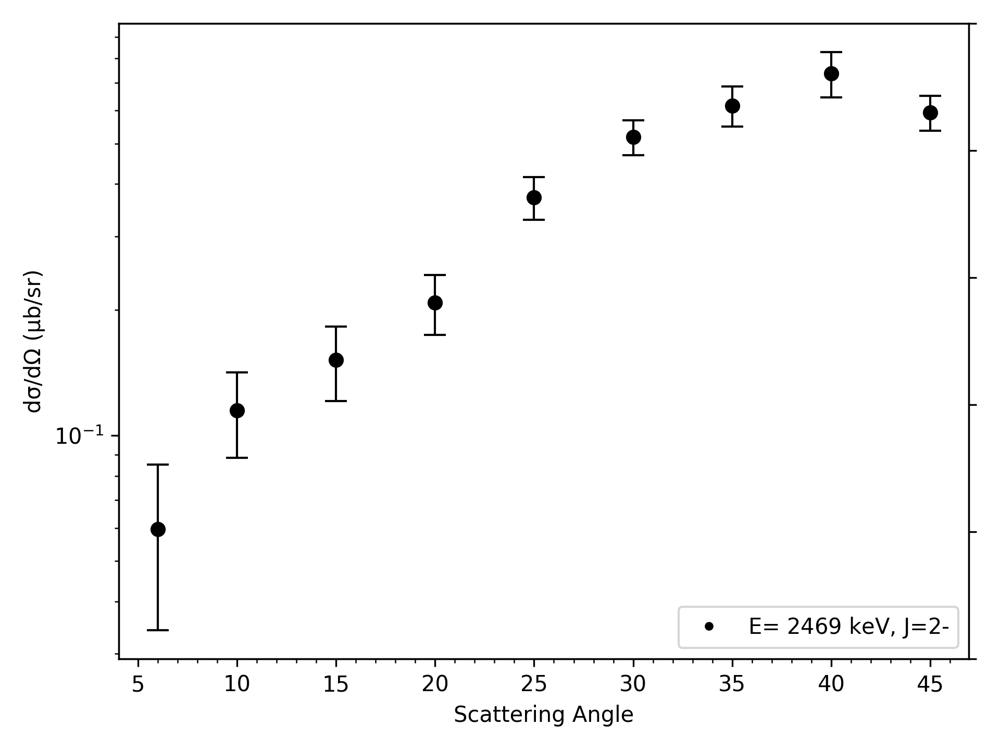 dσ/dΩ (μb/sr)
10⁻¹
E= 2469 keV, J=2-
5 10 15 20 25 30 35 40 45
Scattering Angle